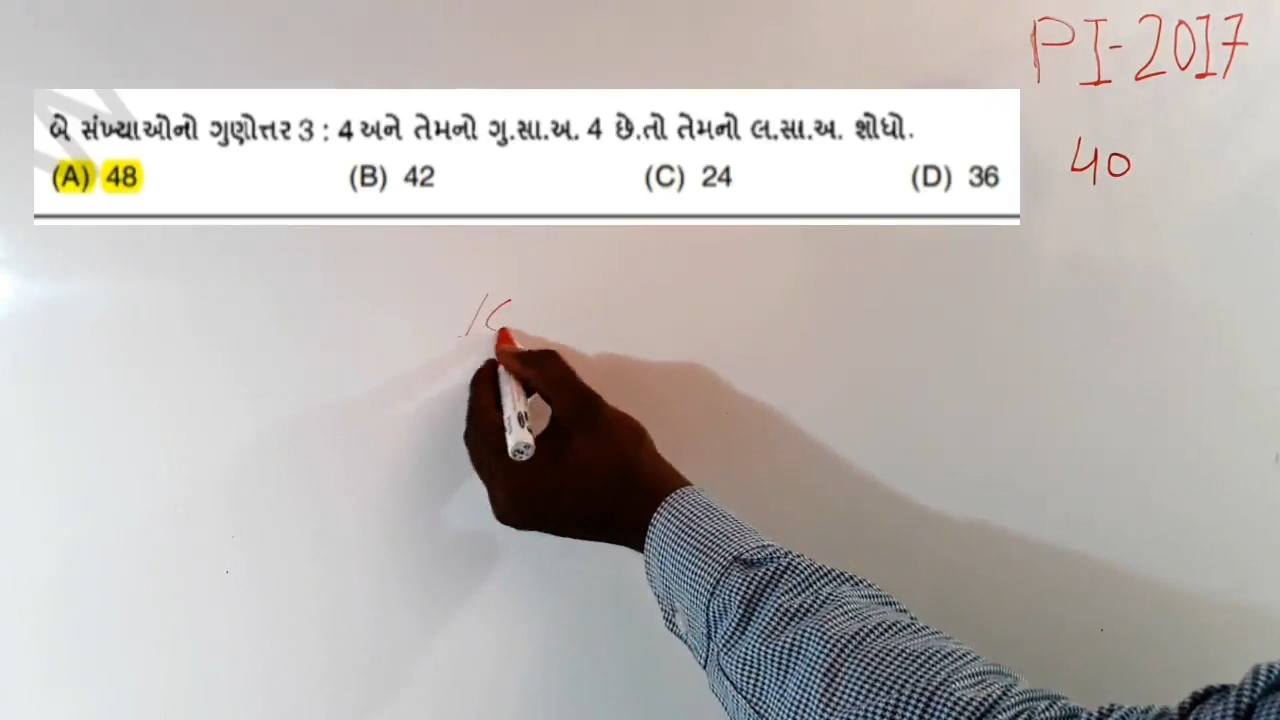 PI-2017
બે સંખ્યાઓનો ગુણોત્તર 3 : 4 અને તેમનો ગુ.સા.અ. 4 છે.તો તેમનો લ.સા.અ. શોધો.
(A) 48 (B) 42 (C) 24 (D) 36
40